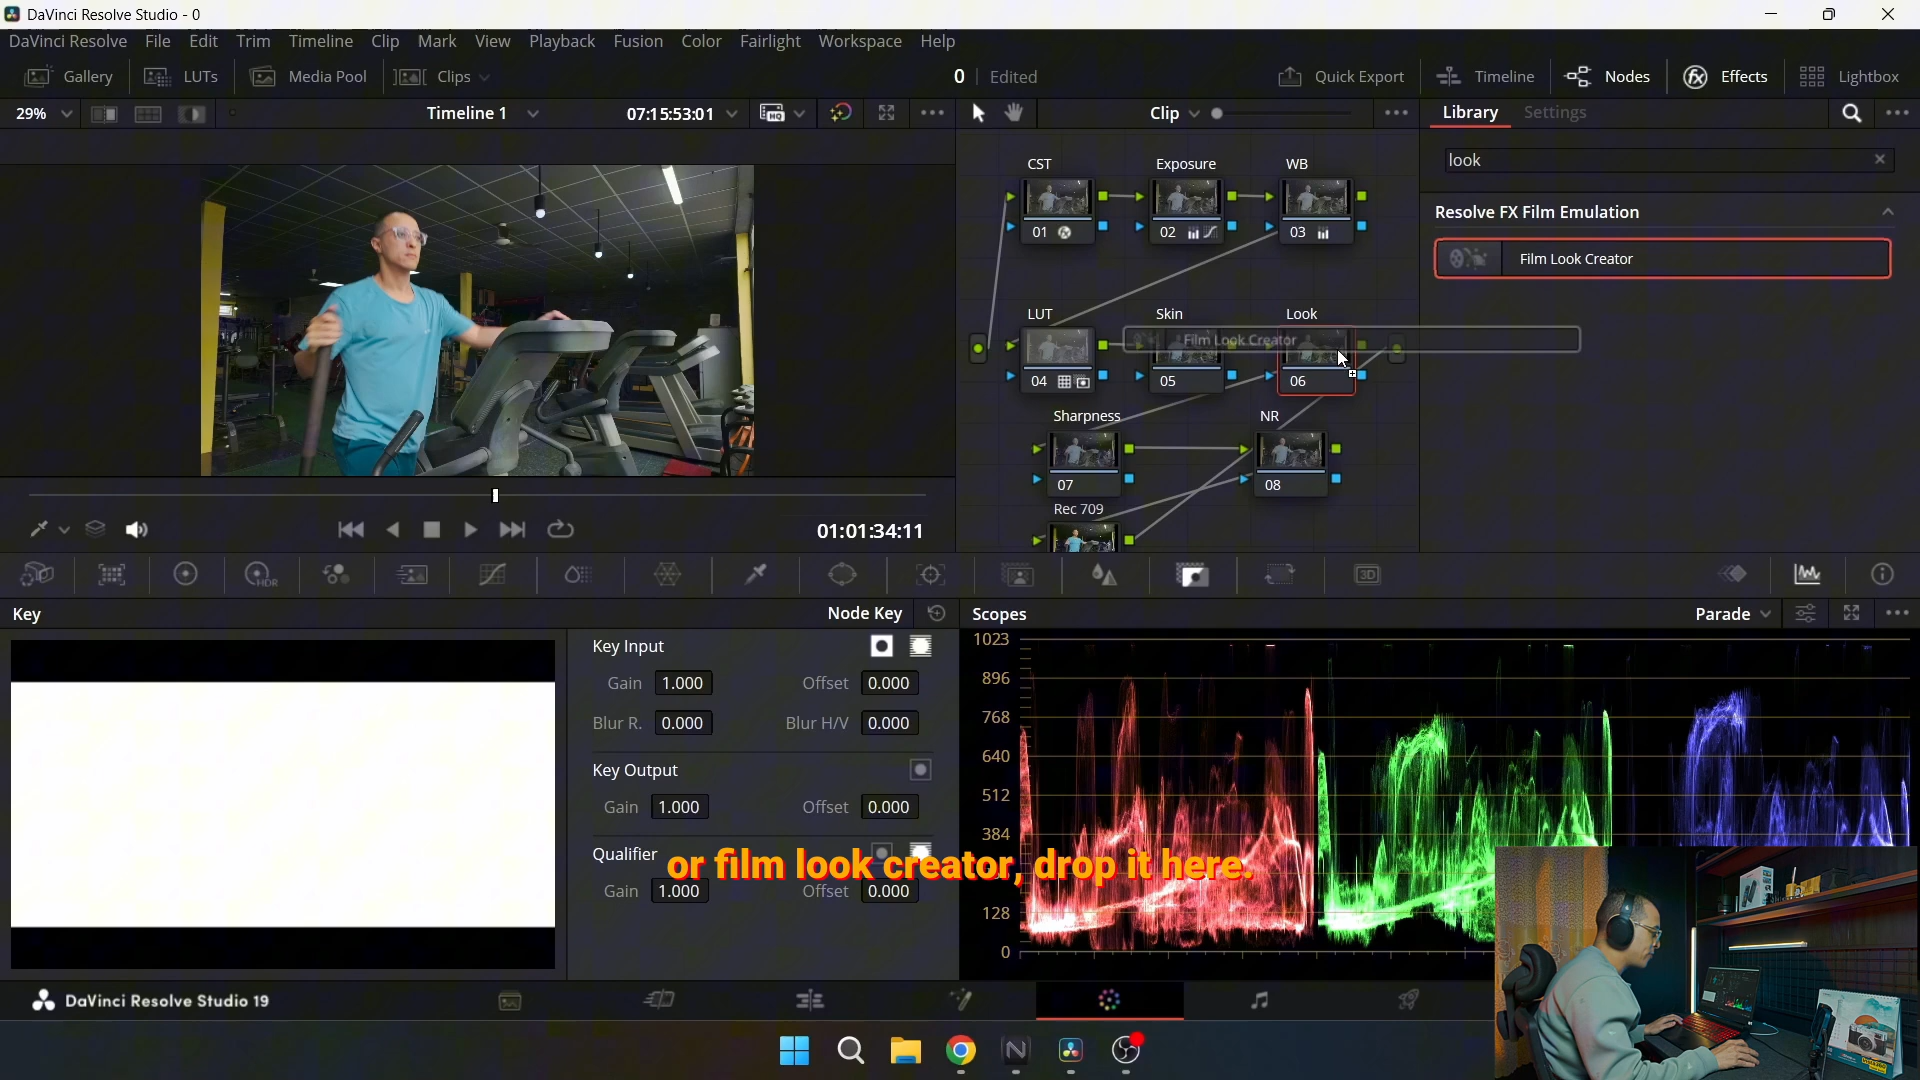 DaVinci Resolve Studio - 0
DaVinci Resolve File Edit Trim Timeline Clip Mark View Playback Fusion Color Fairlight Workspace Help
Gallery LUTs Media Pool Clips 0 Edited Quick Export Timeline Nodes Effects Lightbox
29% Timeline 1 07:15:53:01 HQ Clip Library Settings
look
CST Exposure WB
01 02 03
Resolve FX Film Emulation
Film Look Creator
LUT Skin Look
Film Look Creator
04 05 06
Sharpness NR
07 08
Rec 709
01:01:34:11
HDR
3D
Key Node Key Scopes Parade
Key Input
Gain 1.000 Offset 0.000
Blur R. 0.000 Blur H/V 0.000
Key Output
Gain 1.000 Offset 0.000
Qualifier
Gain 1.000 Offset 0.000
1023
896
768
640
512
384
128
0
or film look creator, drop it here.
DaVinci Resolve Studio 19